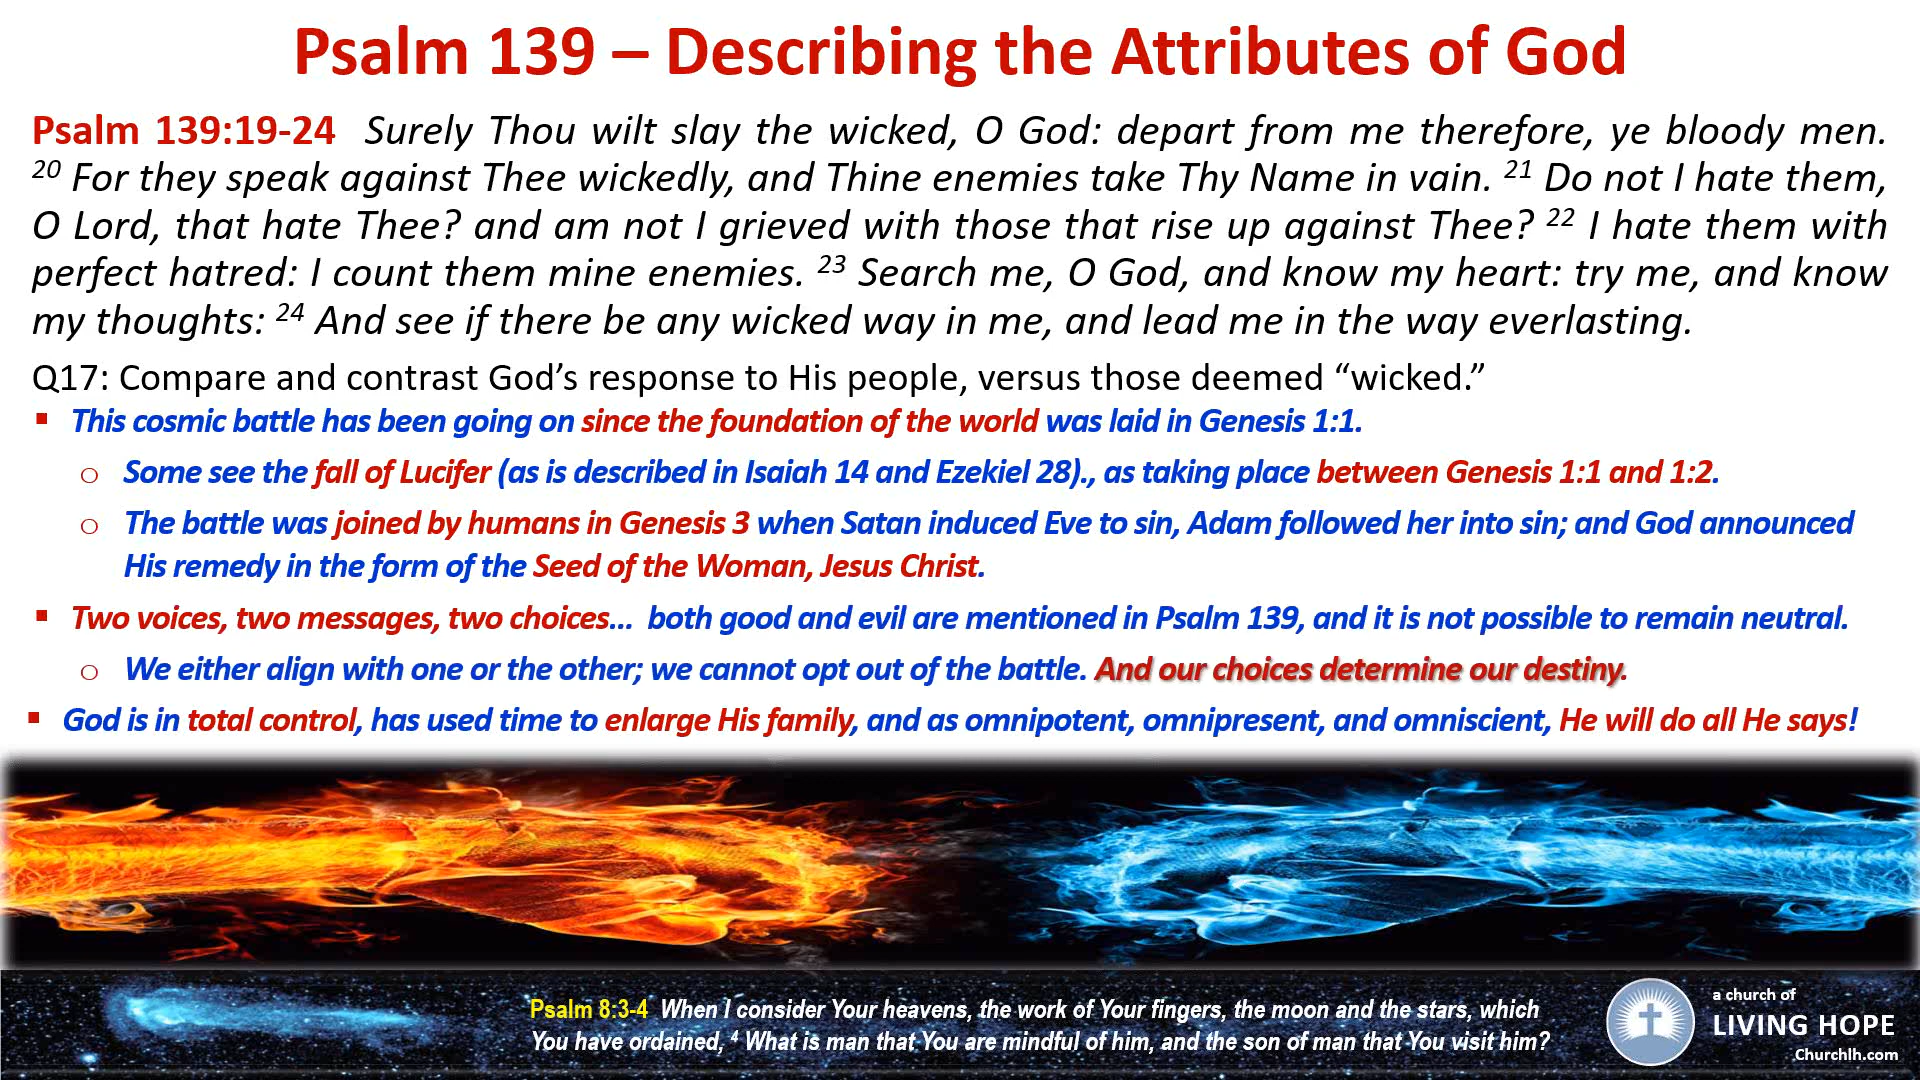 Psalm 139 – Describing the Attributes of God
Psalm 139:19-24 Surely Thou wilt slay the wicked, O God: depart from me therefore, ye bloody men.
20 For they speak against Thee wickedly, and Thine enemies take Thy Name in vain. 21 Do not I hate them,
O Lord, that hate Thee? and am not I grieved with those that rise up against Thee? 22 I hate them with
perfect hatred: I count them mine enemies. 23 Search me, O God, and know my heart: try me, and know
my thoughts: 24 And see if there be any wicked way in me, and lead me in the way everlasting.
Q17: Compare and contrast God’s response to His people, versus those deemed “wicked.”
▪ This cosmic battle has been going on since the foundation of the world was laid in Genesis 1:1.
o Some see the fall of Lucifer (as is described in Isaiah 14 and Ezekiel 28)., as taking place between Genesis 1:1 and 1:2.
o The battle was joined by humans in Genesis 3 when Satan induced Eve to sin, Adam followed her into sin; and God announced
His remedy in the form of the Seed of the Woman, Jesus Christ.
▪ Two voices, two messages, two choices… both good and evil are mentioned in Psalm 139, and it is not possible to remain neutral.
o We either align with one or the other; we cannot opt out of the battle. And our choices determine our destiny.
▪ God is in total control, has used time to enlarge His family, and as omnipotent, omnipresent, and omniscient, He will do all He says!
Psalm 8:3-4 When I consider Your heavens, the work of Your fingers, the moon and the stars, which
You have ordained, 4 What is man that You are mindful of him, and the son of man that You visit him?
a church of
LIVING HOPE
Churchlh.com